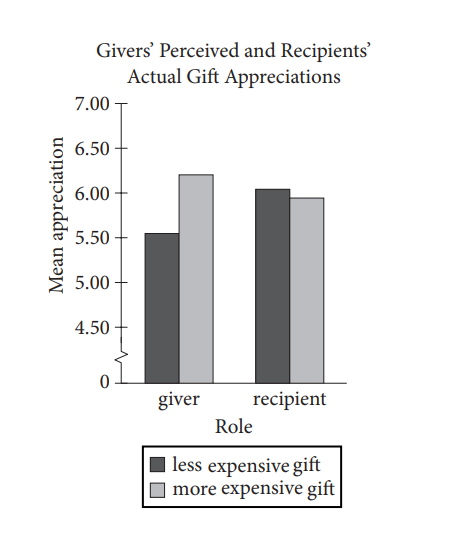 Givers’ Perceived and Recipients’
Actual Gift Appreciations
Mean appreciation
7.00
6.50
6.00
5.50
5.00
4.50
0
giver
recipient
Role
less expensive gift
more expensive gift